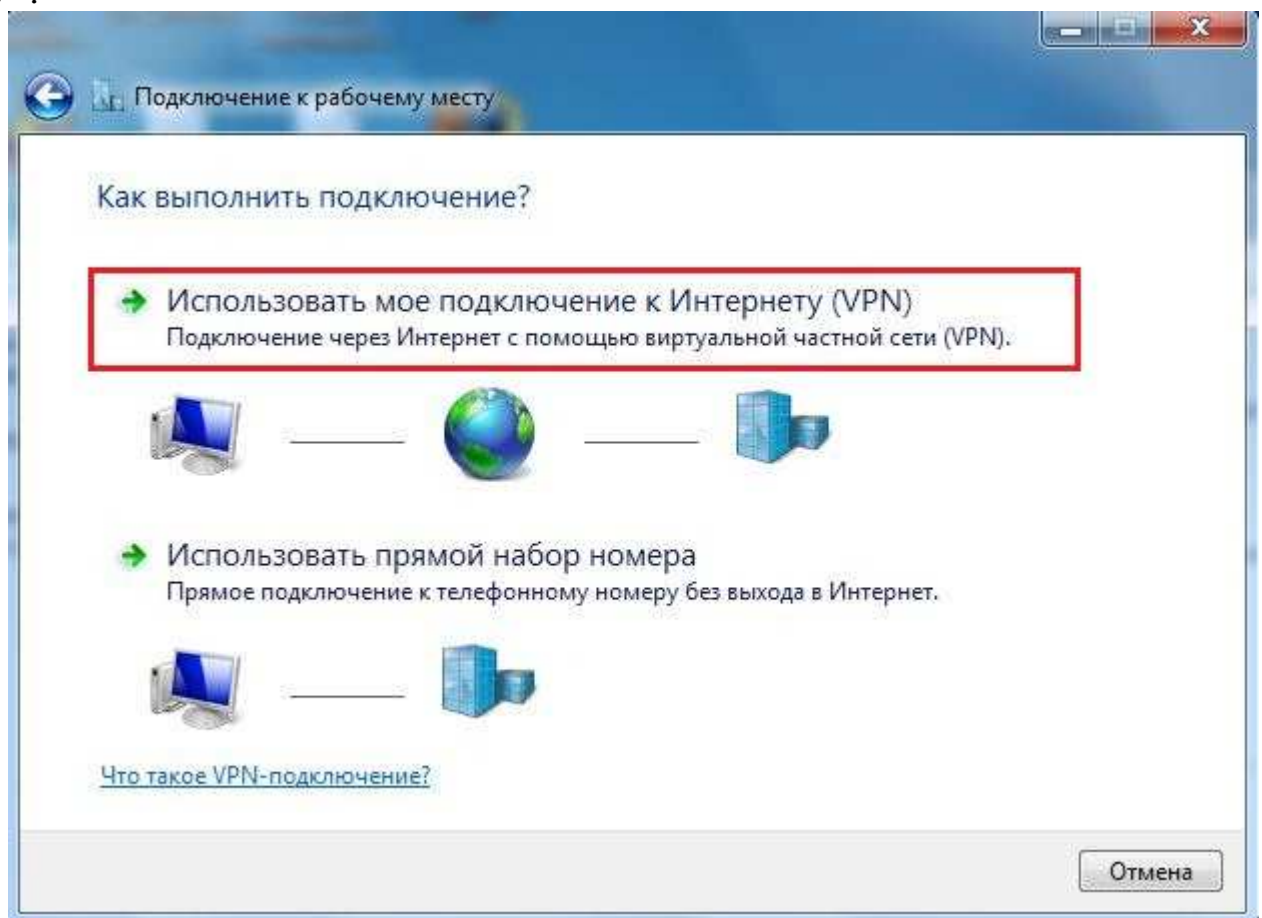 Подключение к рабочему месту
Как выполнить подключение?
Использовать мое подключение к Интернету (VPN)
Подключение через Интернет с помощью виртуальной частной сети (VPN).
Использовать прямой набор номера
Прямое подключение к телефонному номеру без выхода в Интернет.
Что такое VPN-подключение?
Отмена